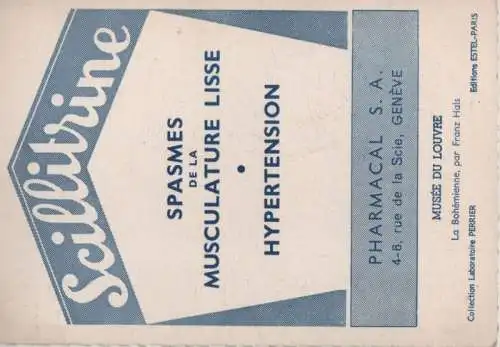 Scillitrine
SPASMES
DE LA
MUSCULATURE LISSE
•
HYPERTENSION
PHARMACAL S. A.
4-8, rue de la Scie, GENÈVE
MUSÉE DU LOUVRE
La Bohémienne, par Franz Hals
Collection Laboratoire PERRIER
Editions ESTEL-PARIS